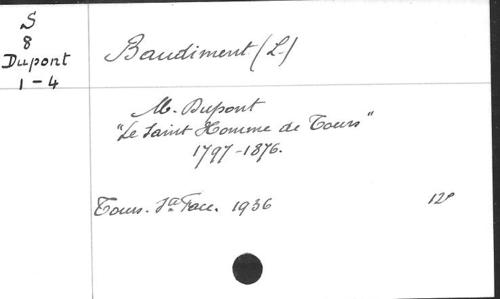 S
8
Dupont
1-4
Baudiment (L.)
M. Dupont
"Le Saint Homme de Tours"
1797-1876.
Tours. Ste Face. 1936
12°